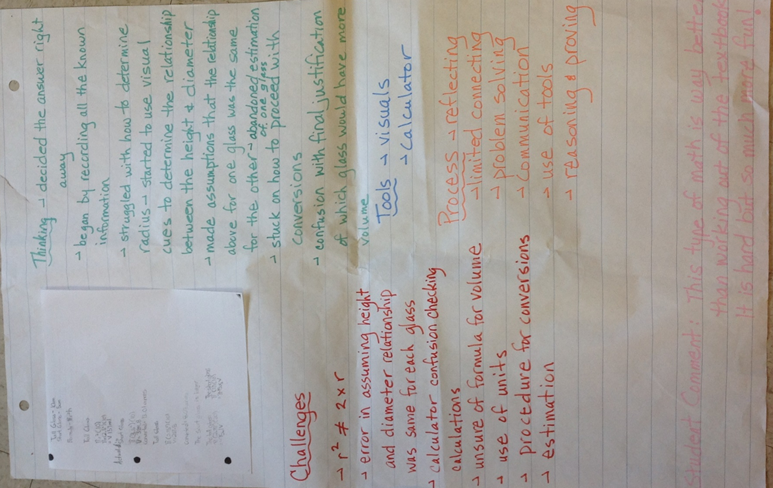 Thinking → decided the answer right
away
→ began by recording all the known
information
→ struggled with how to determine
radius → started to use visual
cues to determine the relationship
between the height & diameter
→ made assumptions that the relationship
above for one glass was the same
for the other → abandoned estimation
of one glass
→ stuck on how to proceed with
conversions
→ confusion with final justification
of which glass would have more
volume
Tools → visuals
→ calculator
Process → reflecting
→ limited connecting
→ problem solving
→ communication
→ use of tools
→ reasoning & proving
Challenges
→ r² ≠ 2 x r
→ error in assuming height
and diameter relationship
was same for each glass
→ calculator confusion checking
calculations
→ unsure of formula for volume
→ use of units
→ procedure for conversions
→ estimation
Student Comment: This type of math is way better
than working out of the textbook.
It is hard but so much more fun!